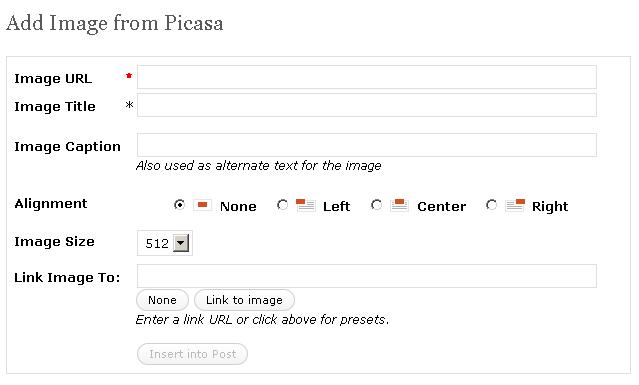 Add Image from Picasa
Image URL *
Image Title *
Image Caption
Also used as alternate text for the image
Alignment None Left Center Right
Image Size 512
Link Image To:
None Link to image
Enter a link URL or click above for presets.
Insert into Post